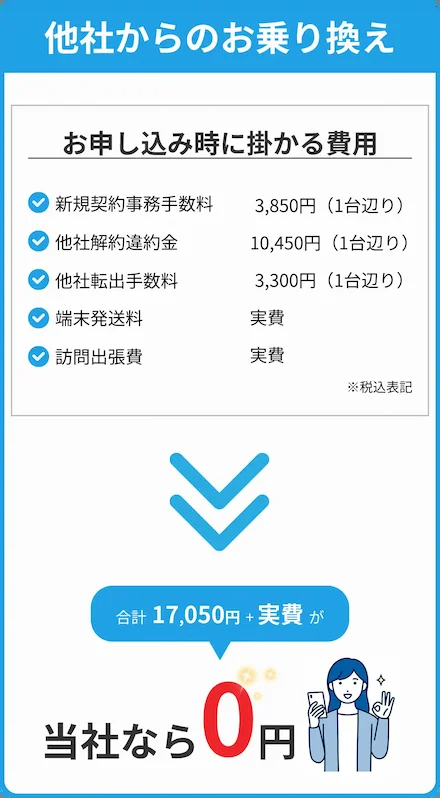 他社からのお乗り換え
お申し込み時に掛かる費用
新規契約事務手数料 3,850円（1台辺り）
他社解約違約金 10,450円（1台辺り）
他社転出手数料 3,300円（1台辺り）
端末発送料 実費
訪問出張費 実費
※税込表記
合計 17,050円 + 実費 が
当社なら0円